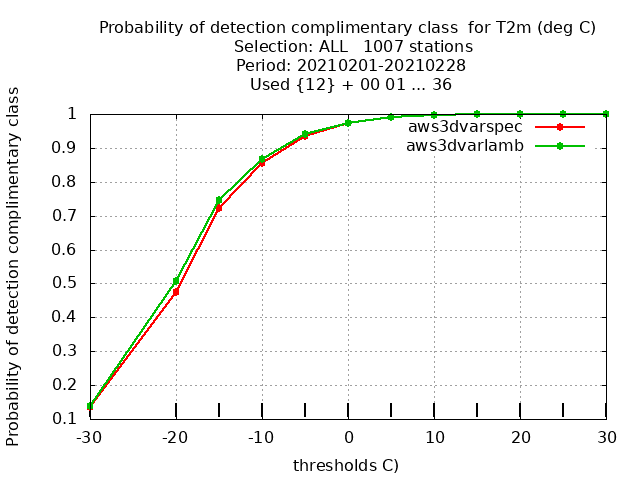 Probability of detection complimentary class  for T2m (deg C)
Selection: ALL   1007 stations
Period: 20210201-20210228
Used {12} + 00 01 ... 36
Probability of detection complimentary class
1
0.9
0.8
0.7
0.6
0.5
0.4
0.3
0.2
0.1
aws3dvarspec
aws3dvarlamb
-30 -20 -10 0 10 20 30
thresholds C)